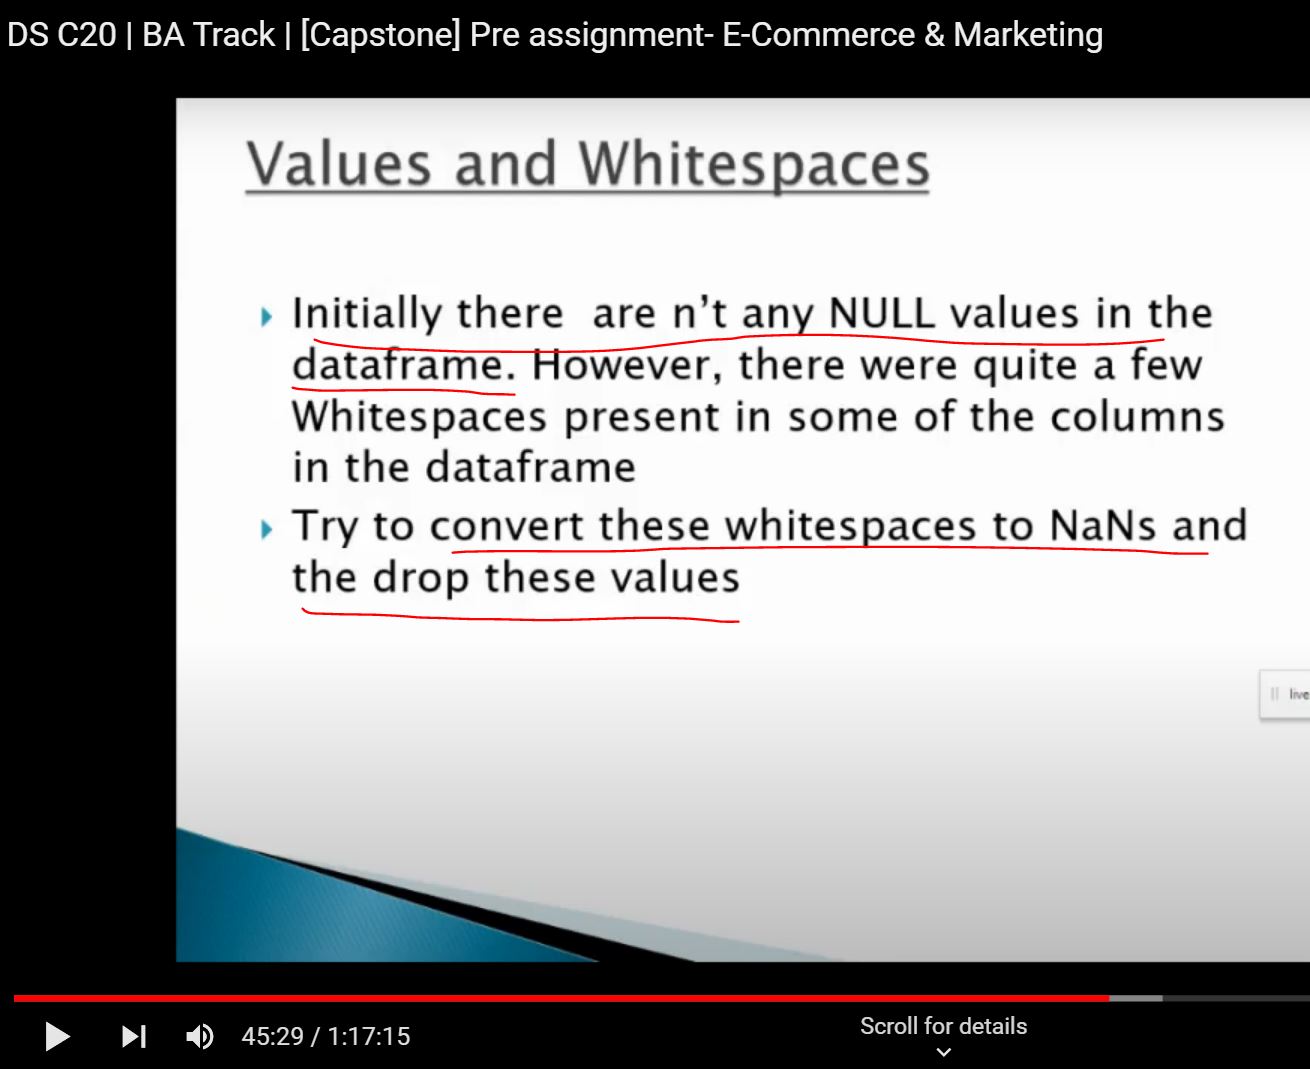 DS C20 | BA Track | [Capstone] Pre assignment- E-Commerce & Marketing
Values and Whitespaces
Initially there are n't any NULL values in the
dataframe. However, there were quite a few
Whitespaces present in some of the columns
in the dataframe
Try to convert these whitespaces to NaNs and
the drop these values
live
45:29 / 1:17:15
Scroll for details